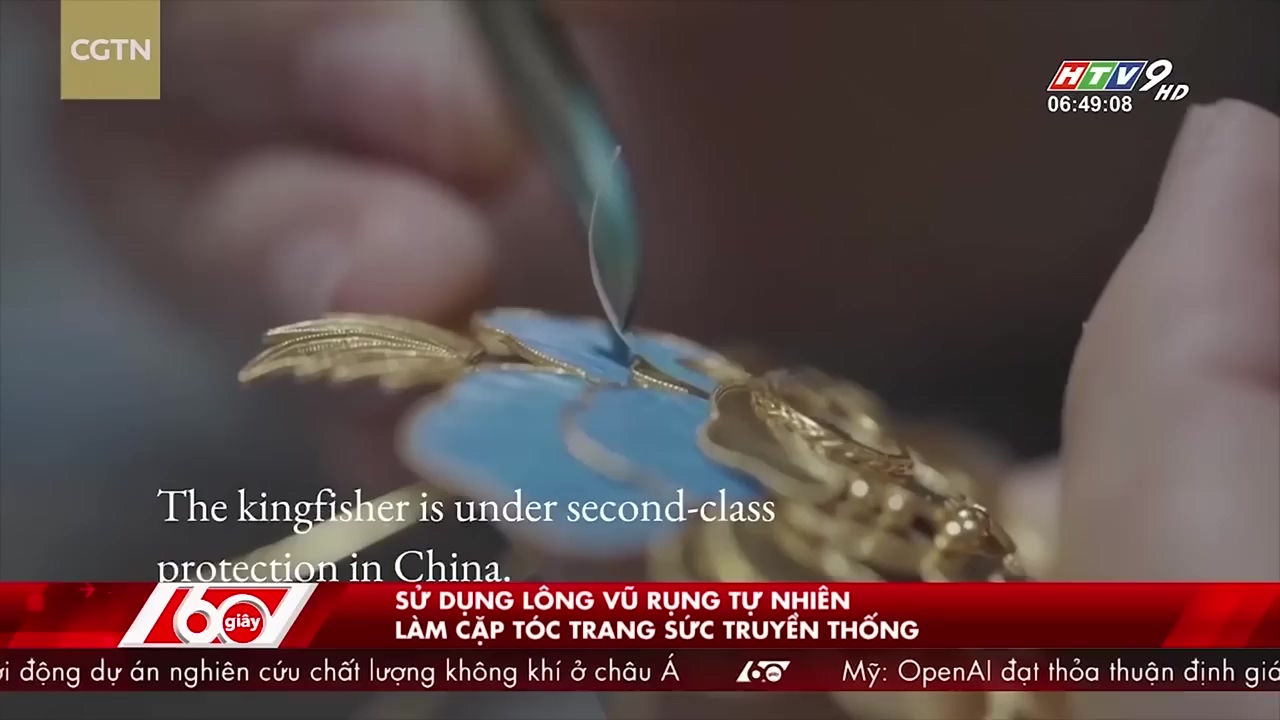 CGTN
HTV9 HD
06:49:08
The kingfisher is under second-class
protection in China.
60 giây
SỬ DỤNG LÔNG VŨ RỤNG TỰ NHIÊN
LÀM CẶP TÓC TRANG SỨC TRUYỀN THỐNG
động dự án nghiên cứu chất lượng không khí ở châu Á
60 giây
Mỹ: OpenAI đạt thỏa thuận định